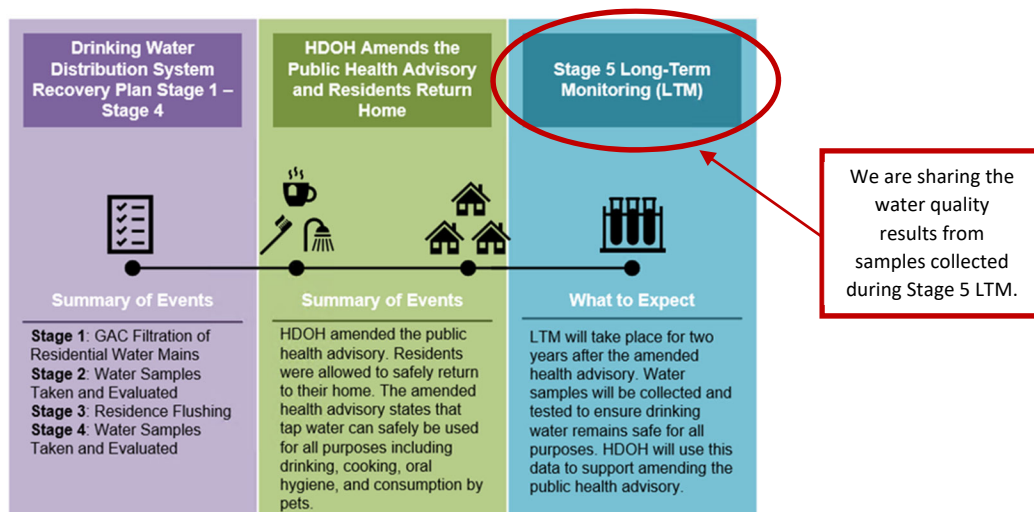 Drinking Water
Distribution System
Recovery Plan Stage 1 –
Stage 4
HDOH Amends the
Public Health Advisory
and Residents Return
Home
Stage 5 Long-Term
Monitoring (LTM)
We are sharing the
water quality
results from
samples collected
during Stage 5 LTM.
Summary of Events
Stage 1: GAC Filtration of
Residential Water Mains
Stage 2: Water Samples
Taken and Evaluated
Stage 3: Residence Flushing
Stage 4: Water Samples
Taken and Evaluated
Summary of Events
HDOH amended the public
health advisory. Residents
were allowed to safely return
to their home. The amended
health advisory states that
tap water can safely be used
for all purposes including
drinking, cooking, oral
hygiene, and consumption by
pets.
What to Expect
LTM will take place for two
years after the amended
health advisory. Water
samples will be collected and
tested to ensure drinking
water remains safe for all
purposes. HDOH will use this
data to support amending the
public health advisory.